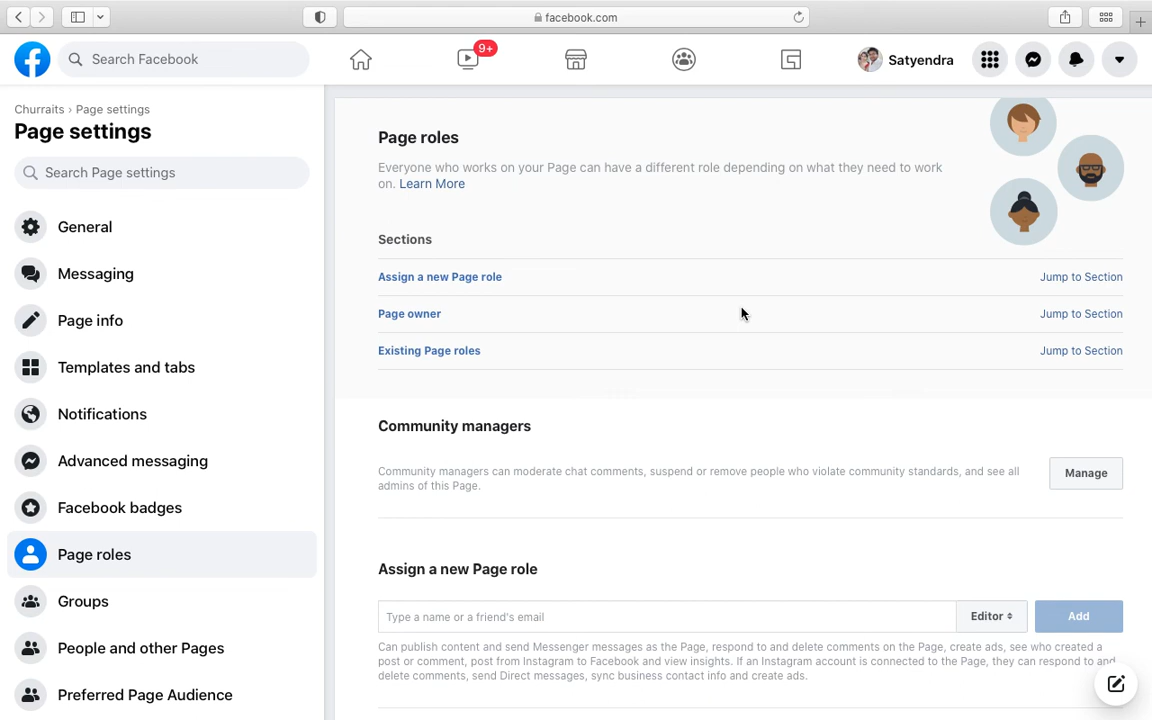 facebook.com
Search Facebook
9+
Satyendra
Churraits › Page settings
Page settings
Search Page settings
General
Messaging
Page info
Templates and tabs
Notifications
Advanced messaging
Facebook badges
Page roles
Groups
People and other Pages
Preferred Page Audience
Page roles
Everyone who works on your Page can have a different role depending on what they need to work
on. Learn More
Sections
Assign a new Page role Jump to Section
Page owner Jump to Section
Existing Page roles Jump to Section
Community managers
Community managers can moderate chat comments, suspend or remove people who violate community standards, and see all
admins of this Page.
Manage
Assign a new Page role
Type a name or a friend's email Editor Add
Can publish content and send Messenger messages as the Page, respond to and delete comments on the Page, create ads, see who created a
post or comment, post from Instagram to Facebook and view insights. If an Instagram account is connected to the Page, they can respond to and
delete comments, send Direct messages, sync business contact info and create ads.